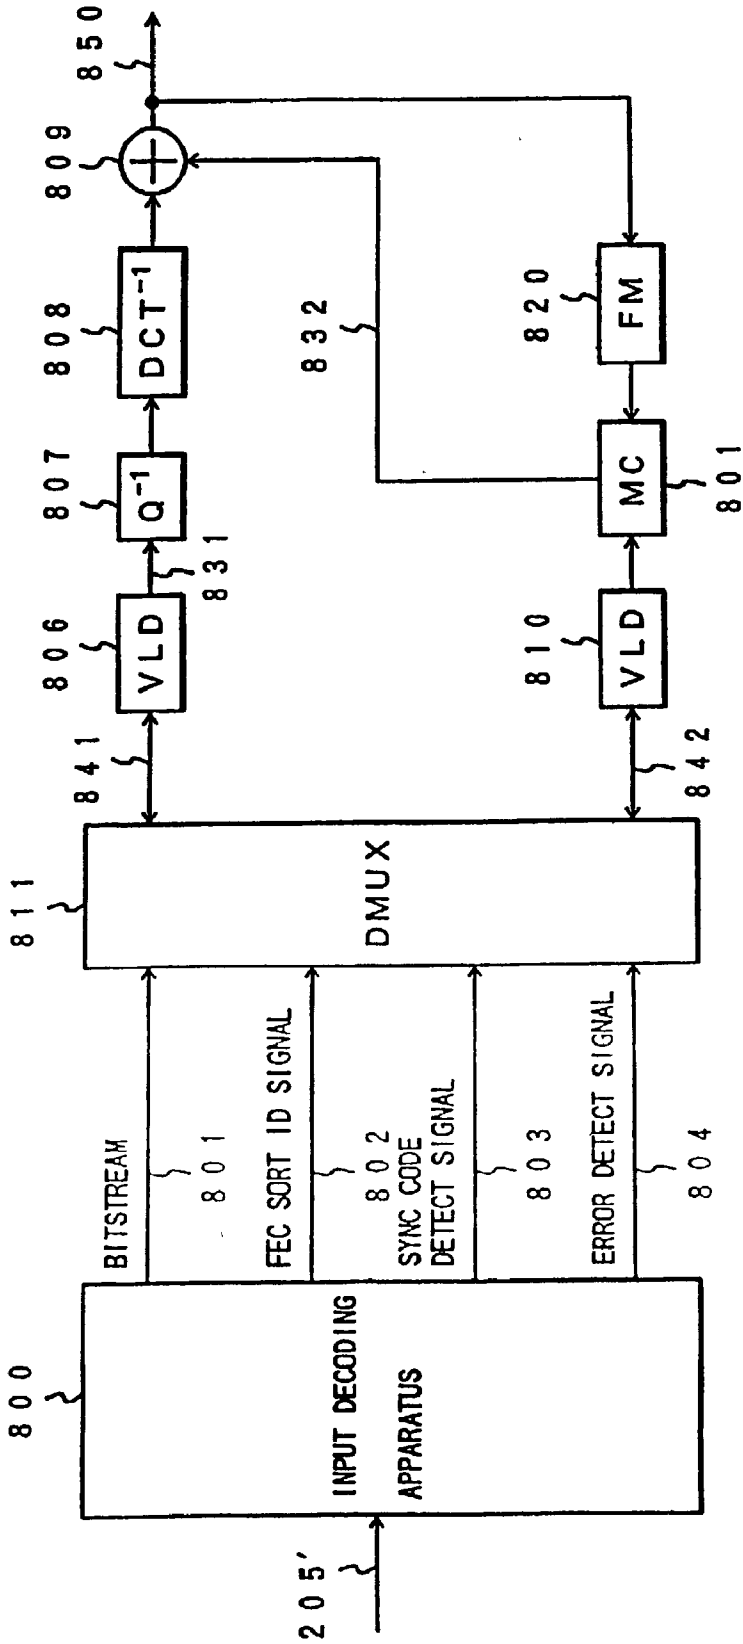 205'
800
INPUT DECODING
APPARATUS
BITSTREAM
801
FEC SORT ID SIGNAL
802
SYNC CODE
DETECT SIGNAL
803
ERROR DETECT SIGNAL
804
811
DMUX
841
806
VLD
831
807
Q⁻¹
808
DCT⁻¹
809
850
832
842
810
VLD
MC
801
820
FM